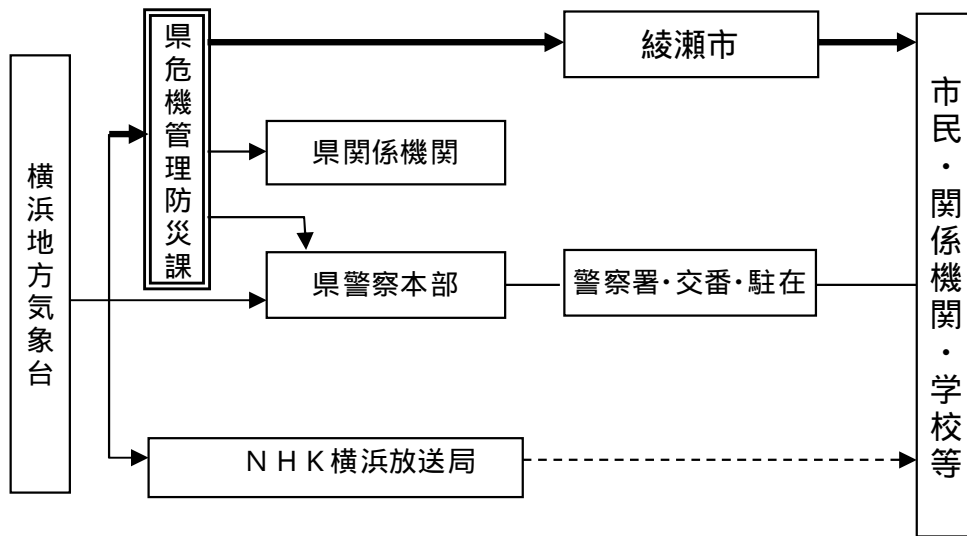 横浜地方気象台
県危機管理防災課
綾瀬市
県関係機関
県警察本部
警察署・交番・駐在
ＮＨＫ横浜放送局
市民・関係機関・学校等